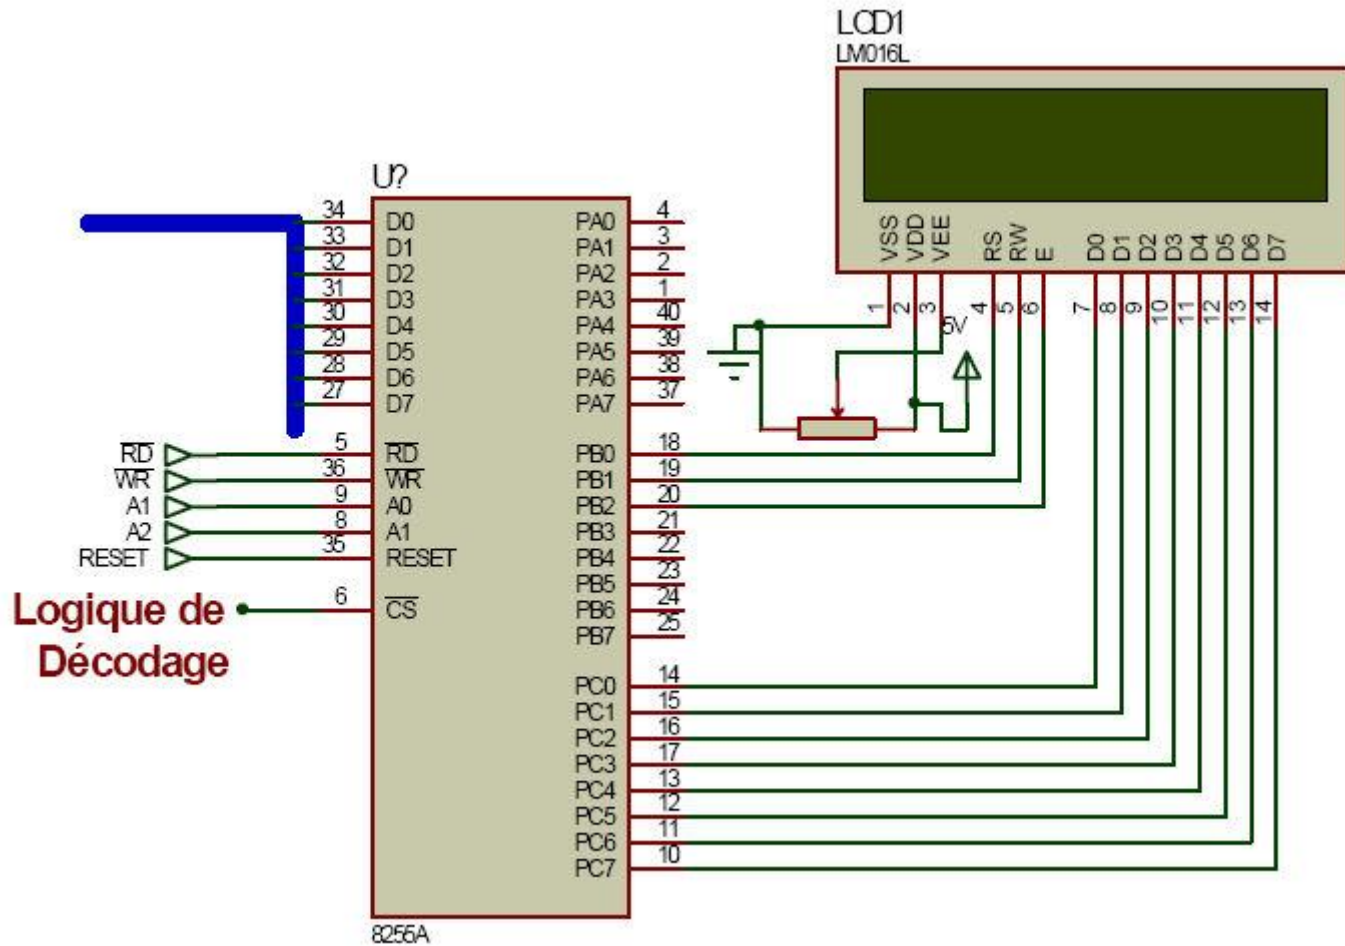 LCD1
LM016L
VSS VDD VEE RS RW E D0 D1 D2 D3 D4 D5 D6 D7
1 2 3 4 5 6 7 8 9 10 11 12 13 14
5V
U?
34 D0 PA0 4
33 D1 PA1 3
32 D2 PA2 2
31 D3 PA3 1
30 D4 PA4 40
29 D5 PA5 39
28 D6 PA6 38
27 D7 PA7 37
RD 5 RD PB0 18
WR 36 WR PB1 19
A1 9 A0 PB2 20
A2 8 A1 PB3 21
RESET 35 RESET PB4 22
PB5 23
6 CS PB6 24
PB7 25
Logique de
Décodage
PC0 14
PC1 15
PC2 16
PC3 17
PC4 13
PC5 12
PC6 11
PC7 10
8255A